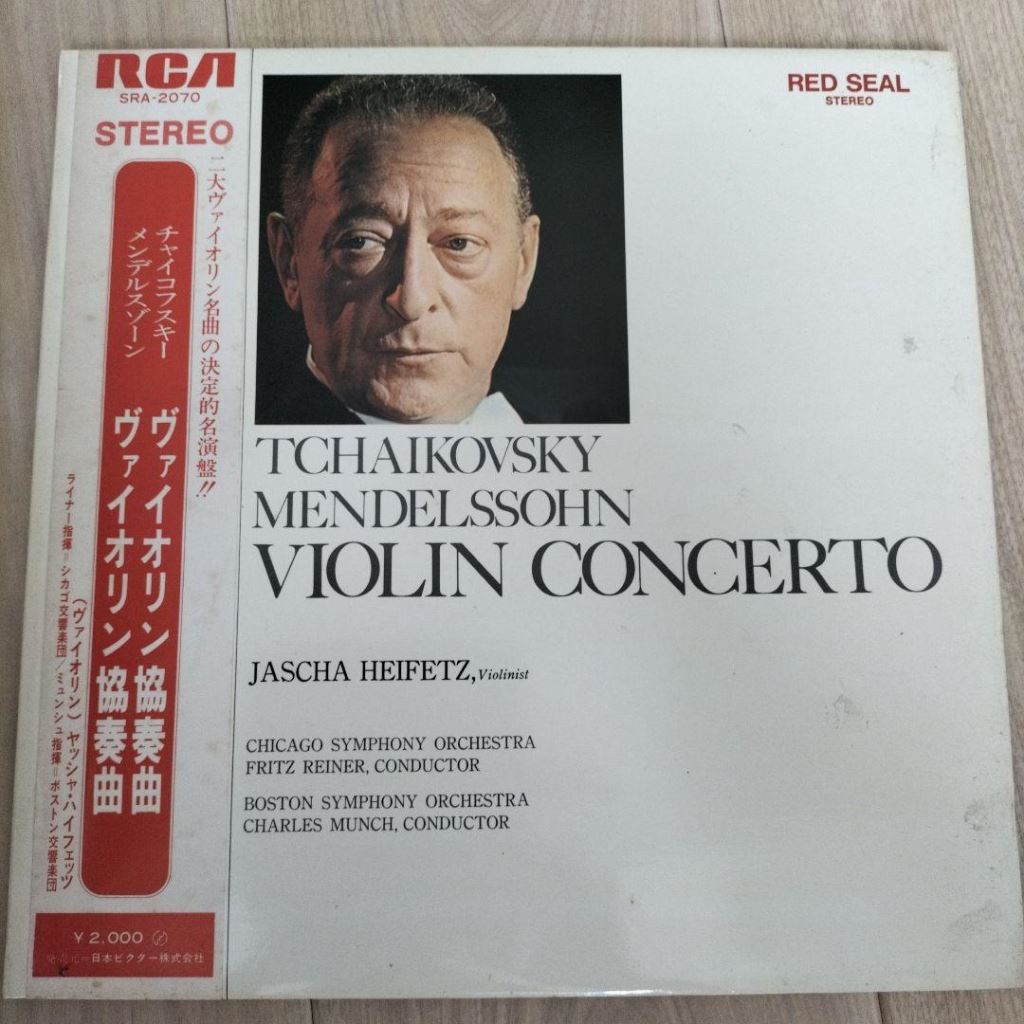 RCA
SRA-2070
STEREO
二大ヴァイオリン名曲の決定的名演盤!!
チャイコフスキー
メンデルスゾーン
ヴァイオリン協奏曲
ヴァイオリン協奏曲
(ヴァイオリン)ヤッシャ・ハイフェッツ
ライナー指揮=シカゴ交響楽団/ミュンシュ指揮=ボストン交響楽団
¥2,000
発売元—日本ビクター株式会社
RED SEAL
STEREO
TCHAIKOVSKY
MENDELSSOHN
VIOLIN CONCERTO
JASCHA HEIFETZ, Violinist
CHICAGO SYMPHONY ORCHESTRA
FRITZ REINER, CONDUCTOR
BOSTON SYMPHONY ORCHESTRA
CHARLES MUNCH, CONDUCTOR